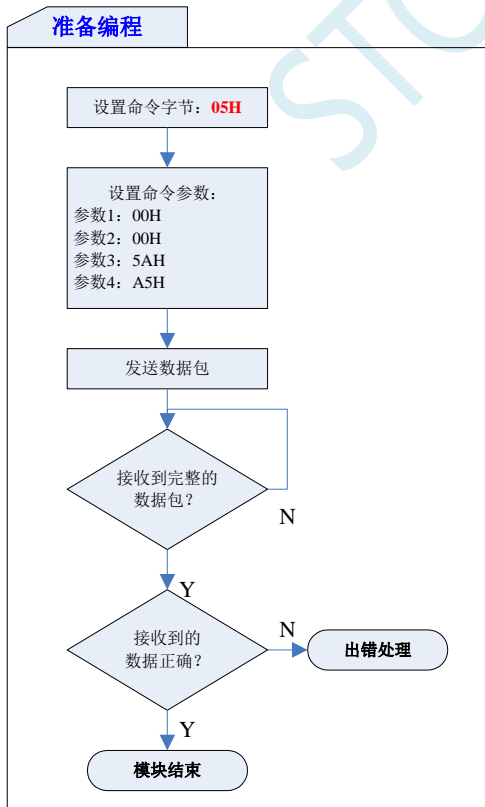 准备编程
STC
设置命令字节：05H
设置命令参数：
参数1：00H
参数2：00H
参数3：5AH
参数4：A5H
发送数据包
接收到完整的
数据包？
N
Y
接收到的
数据正确？
N
出错处理
Y
模块结束